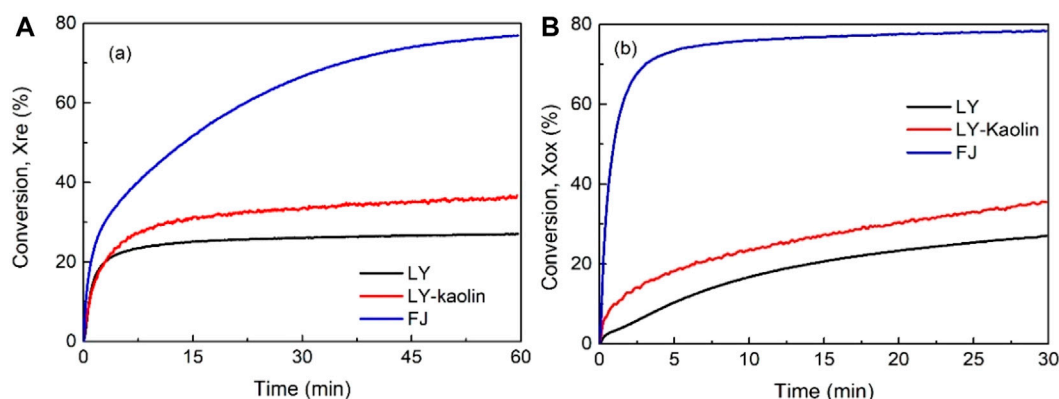 A
(a)
Conversion, Xre (%)
80
60
40
20
0
LY
LY-kaolin
FJ
0 15 30 45 60
Time (min)
B
(b)
Conversion, Xox (%)
80
60
40
20
0
LY
LY-Kaolin
FJ
0 5 10 15 20 25 30
Time (min)